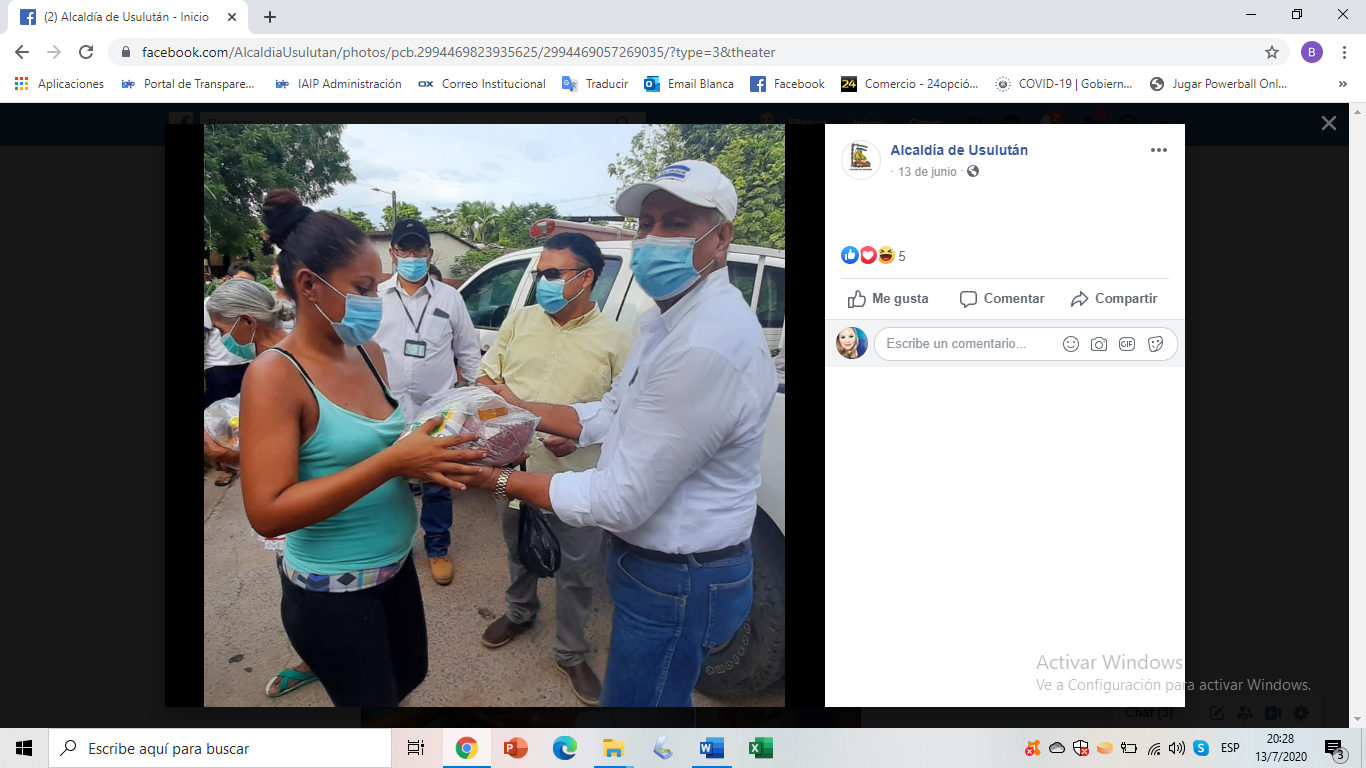 (2) Alcaldía de Usulután - Inicio
facebook.com/AlcaldiaUsulutan/photos/pcb.2994469823935625/2994469057269035/?type=3&theater
B
Aplicaciones
Portal de Transpare...
IAIP Administración
Correo Institucional
Traducir
Email Blanca
Facebook
24
Comercio - 24opció...
COVID-19 | Gobiern...
Jugar Powerball Onl...
»
Alcaldía de Usulután
· 13 de junio ·
5
Me gusta
Comentar
Compartir
Escribe un comentario...
GIF
Activar Windows
Ve a Configuración para activar Windows.
Chat (3)
Escribe aquí para buscar
ESP
20:28
13/7/2020
3